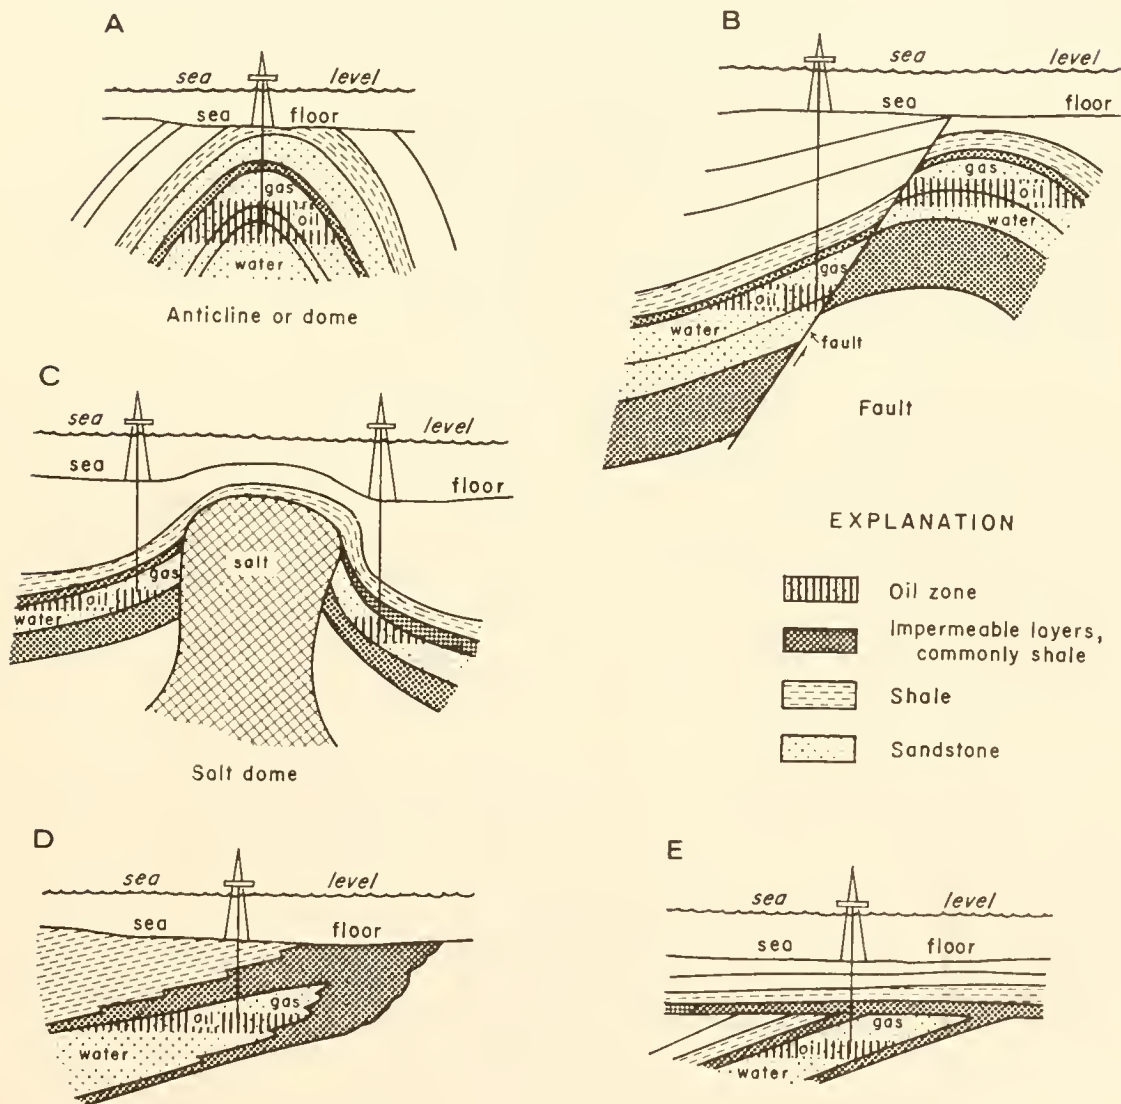 A
sea level
sea floor
gas
oil
water
Anticline or dome
B
sea level
sea floor
gas
oil
water
gas
oil
water
fault
Fault
C
sea level
sea
floor
salt
gas
oil
water
Salt dome
EXPLANATION
Oil zone
Impermeable layers,
commonly shale
Shale
Sandstone
D
sea level
sea floor
gas
oil
water
E
sea level
sea floor
gas
oil
water